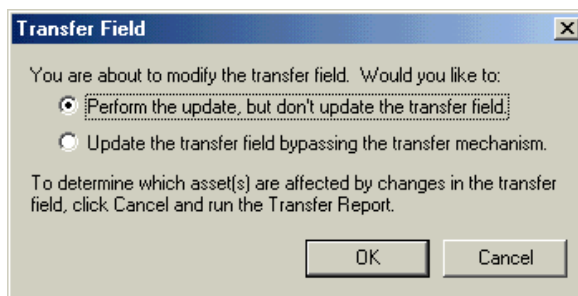 Transfer Field
You are about to modify the transfer field. Would you like to:
Perform the update, but don't update the transfer field.
Update the transfer field bypassing the transfer mechanism.
To determine which asset(s) are affected by changes in the transfer
field, click Cancel and run the Transfer Report.
OK Cancel